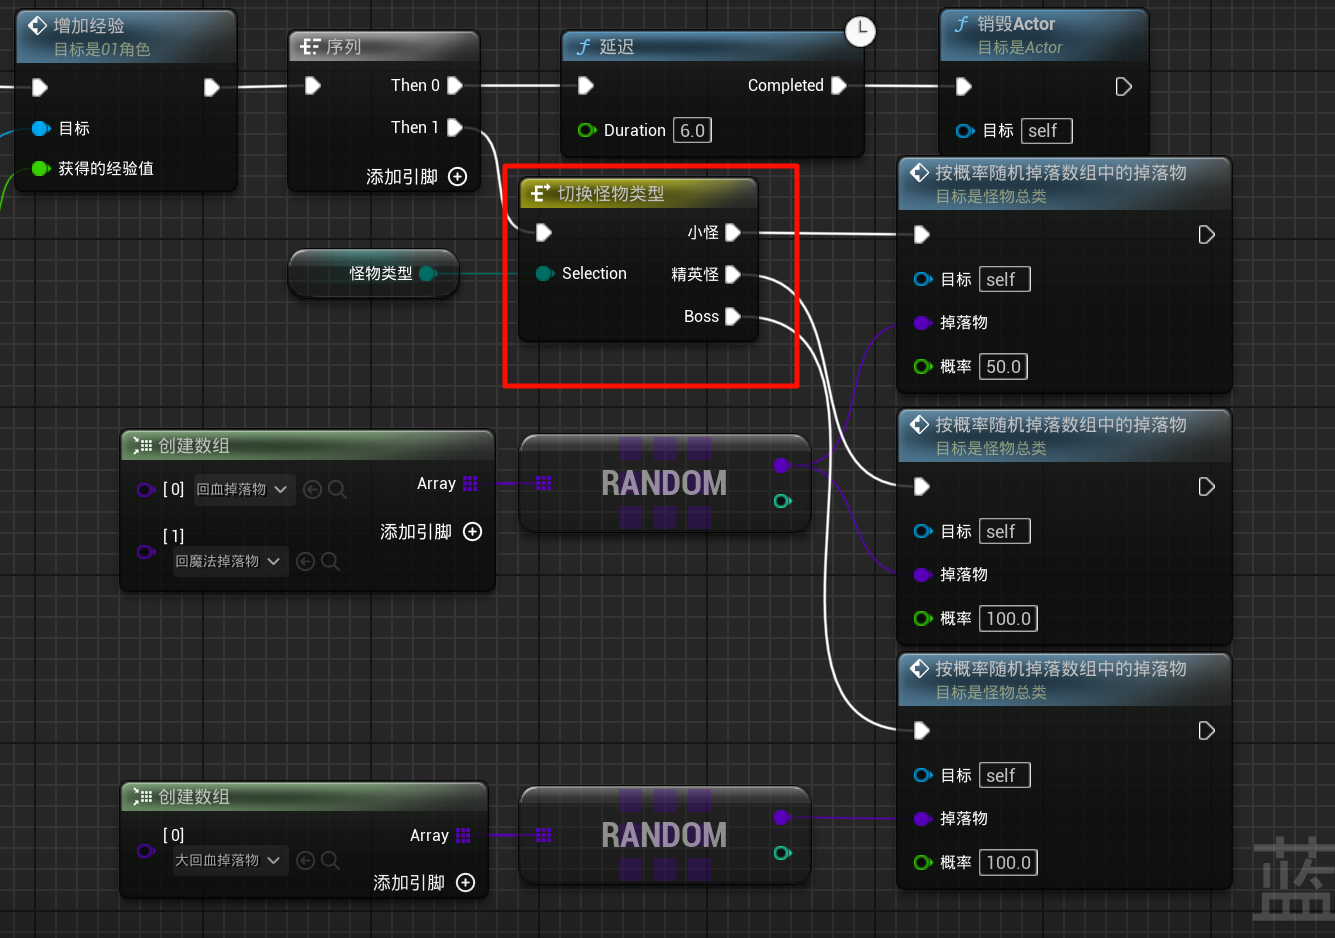 增加经验
目标是01角色
目标
获得的经验值
序列
Then 0
Then 1
添加引脚
延迟
Completed
Duration 6.0
销毁Actor
目标是Actor
目标 self
怪物类型
切换怪物类型
小怪
Selection 精英怪
Boss
按概率随机掉落数组中的掉落物
目标是怪物总类
目标 self
掉落物
概率 50.0
创建数组
[0] 回血掉落物
Array
添加引脚
[1]
回魔法掉落物
RANDOM
按概率随机掉落数组中的掉落物
目标是怪物总类
目标 self
掉落物
概率 100.0
创建数组
[0]
Array
大回血掉落物
添加引脚
RANDOM
按概率随机掉落数组中的掉落物
目标是怪物总类
目标 self
掉落物
概率 100.0
蓝